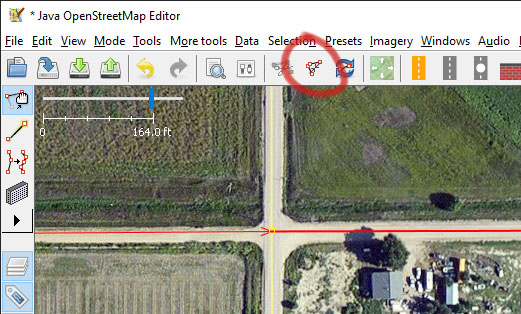 * Java OpenStreetMap Editor
File Edit View Mode Tools More tools Data Selection Presets Imagery Windows Audio
0 164.0 ft